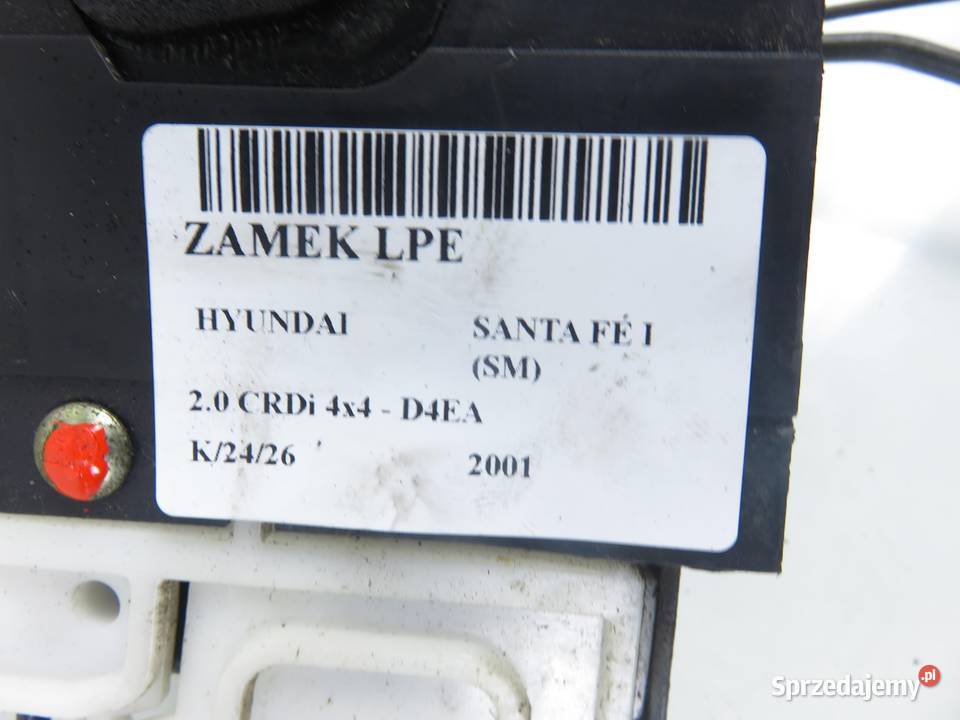 ZAMEK LPE
HYUNDAI SANTA FÉ I
(SM)
2.0 CRDi 4x4 - D4EA
K/24/26 2001
Sprzedajemy .pl